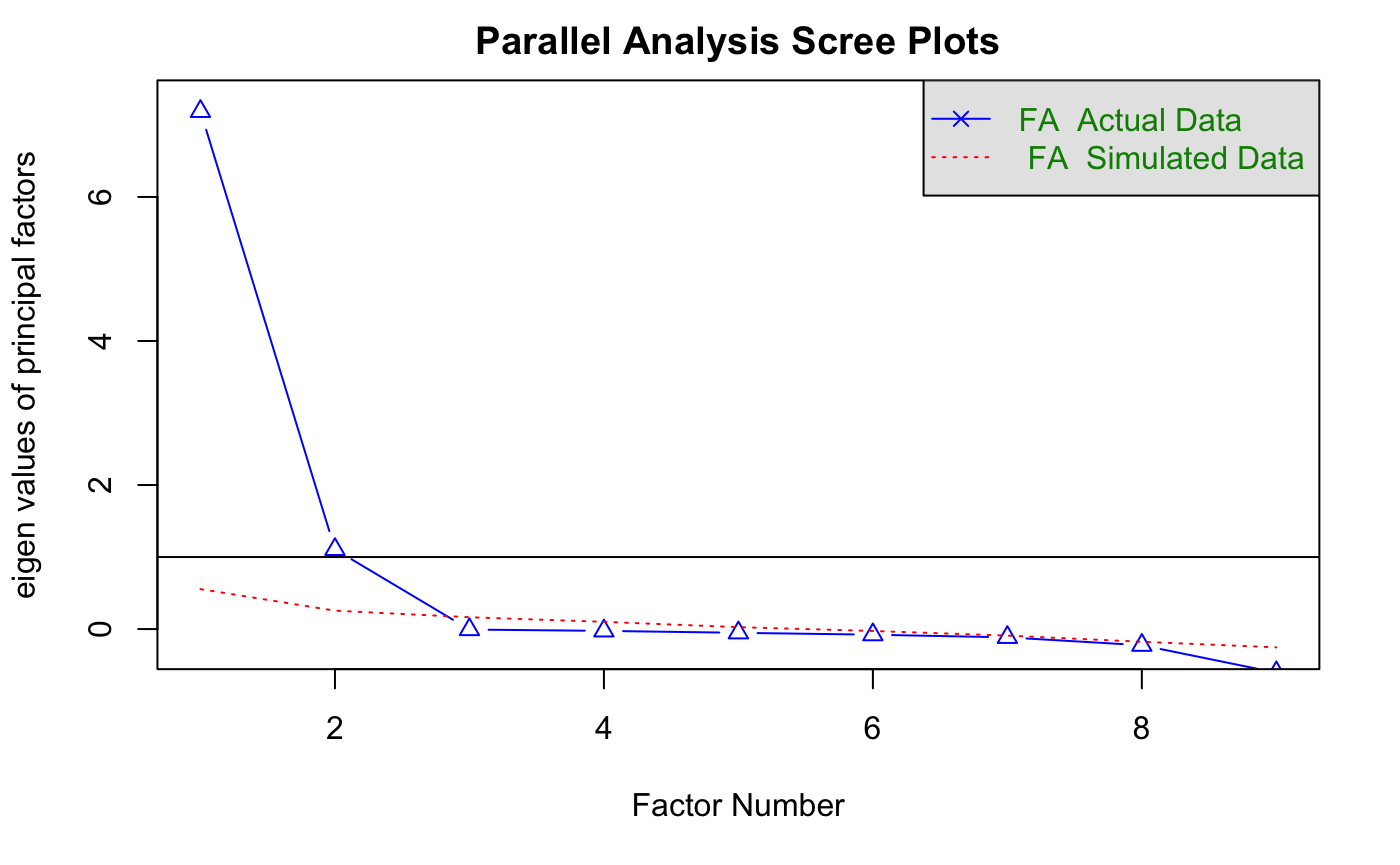 Parallel Analysis Scree Plots
FA Actual Data
FA Simulated Data
eigen values of principal factors
6
4
2
0
2
4
6
8
Factor Number